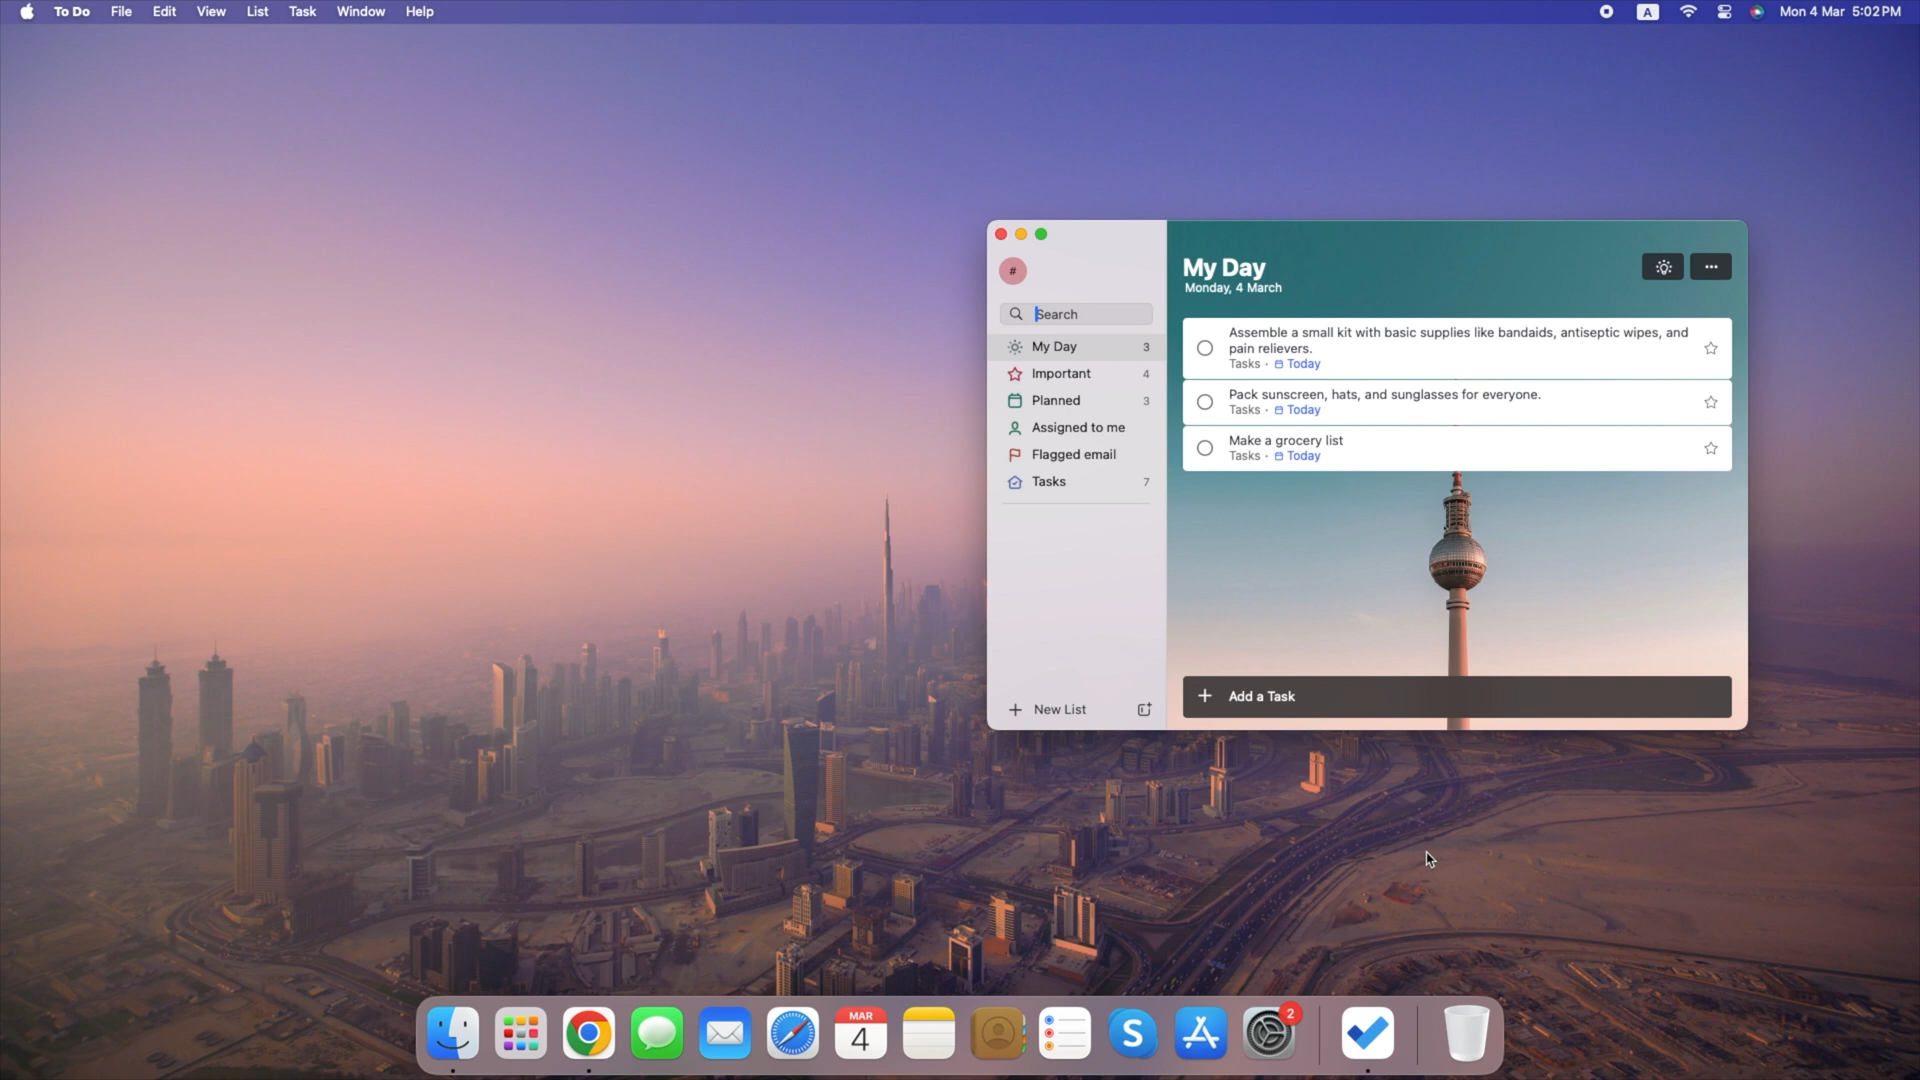 To Do File Edit View List Task Window Help
A Mon 4 Mar 5:02 PM
#
Search
My Day 3
Important 4
Planned 3
Assigned to me
Flagged email
Tasks 7
New List
My Day
Monday, 4 March
Assemble a small kit with basic supplies like bandaids, antiseptic wipes, and
pain relievers.
Tasks · Today
Pack sunscreen, hats, and sunglasses for everyone.
Tasks · Today
Make a grocery list
Tasks · Today
Add a Task
MAR
4
S
2